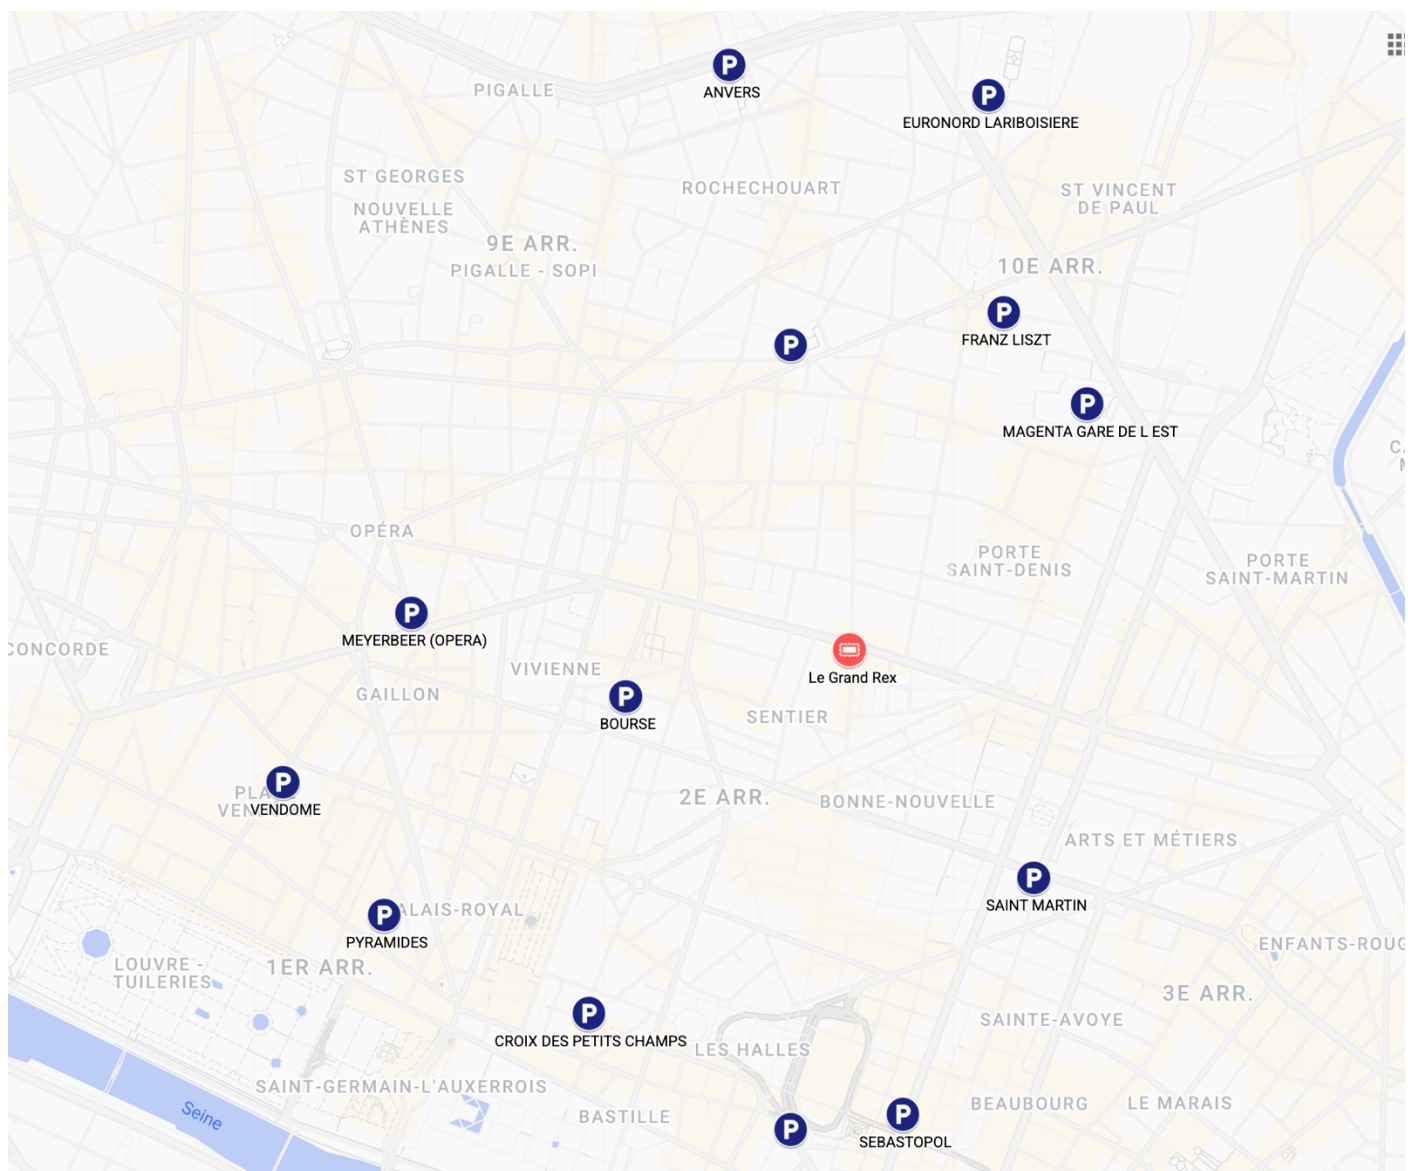 PIGALLE
P
ANVERS
P
EURONORD LARIBOISIERE
ST GEORGES
NOUVELLE
ATHÈNES
ROCHECHOUART
ST VINCENT
DE PAUL
9E ARR.
PIGALLE - SOPI
10E ARR.
P
FRANZ LISZT
P
P
MAGENTA GARE DE L EST
OPÉRA
PORTE
SAINT-DENIS
PORTE
SAINT-MARTIN
P
MEYERBEER (OPERA)
CONCORDE
VIVIENNE
GAILLON
Le Grand Rex
P
BOURSE
SENTIER
P
VENDOME
2E ARR.
BONNE-NOUVELLE
ARTS ET MÉTIERS
P
SAINT MARTIN
P
ALAIS-ROYAL
PYRAMIDES
LOUVRE -
TUILERIES
1ER ARR.
ENFANTS-ROUG
3E ARR.
P
CROIX DES PETITS CHAMPS
LES HALLES
SAINTE-AVOYE
SAINT-GERMAIN-L'AUXERROIS
Seine
BASTILLE
P
P
SEBASTOPOL
BEAUBOURG
LE MARAIS